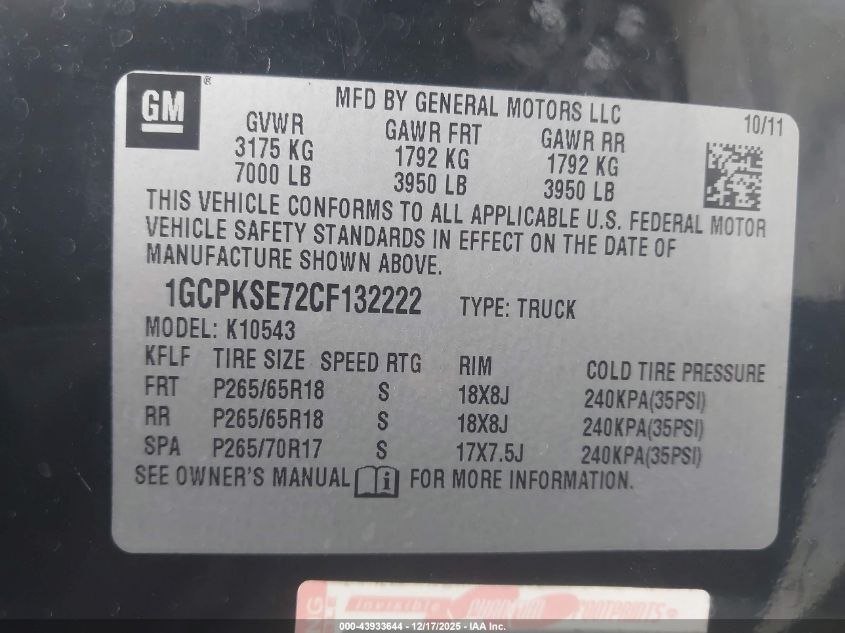 GM ®
MFD BY GENERAL MOTORS LLC
10/11
GVWR GAWR FRT GAWR RR
3175 KG 1792 KG 1792 KG
7000 LB 3950 LB 3950 LB
THIS VEHICLE CONFORMS TO ALL APPLICABLE U.S. FEDERAL MOTOR
VEHICLE SAFETY STANDARDS IN EFFECT ON THE DATE OF
MANUFACTURE SHOWN ABOVE.
1GCPKSE72CF132222 TYPE: TRUCK
MODEL: K10543
KFLF TIRE SIZE SPEED RTG RIM COLD TIRE PRESSURE
FRT P265/65R18 S 18X8J 240KPA(35PSI)
RR P265/65R18 S 18X8J 240KPA(35PSI)
SPA P265/70R17 S 17X7.5J 240KPA(35PSI)
SEE OWNER'S MANUAL FOR MORE INFORMATION.
invisible PHANTOM FOOTPRINTS®
000-43933644 / 12/17/2025 - IAA Inc.